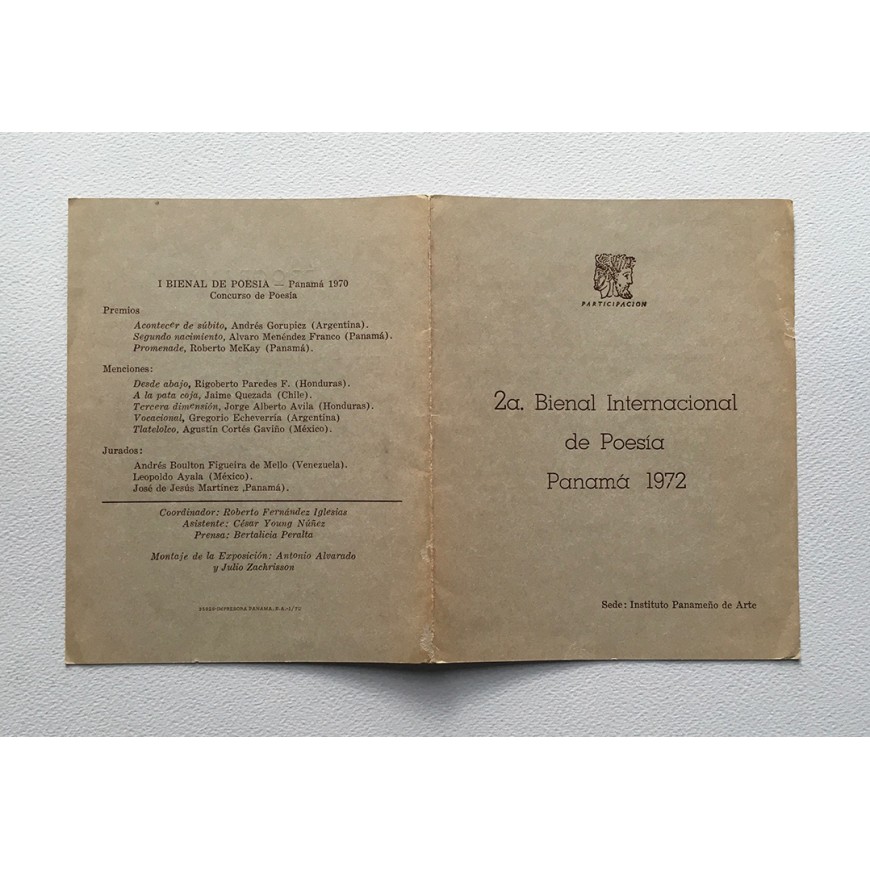 I BIENAL DE POESIA — Panamá 1970
Concurso de Poesía
Premios
Acontecer de súbito, Andrés Gorupicz (Argentina).
Segundo nacimiento, Alvaro Menéndez Franco (Panamá).
Promenade, Roberto McKay (Panamá).
Menciones:
Desde abajo, Rigoberto Paredes F. (Honduras).
A la pata coja, Jaime Quezada (Chile).
Tercera dimensión, Jorge Alberto Avila (Honduras).
Vocacional, Gregorio Echeverría (Argentina)
Tlatelolco, Agustín Cortés Gaviño (México).
Jurados:
Andrés Boulton Figueira de Mello (Venezuela).
Leopoldo Ayala (México).
José de Jesús Martínez ,Panamá).
Coordinador: Roberto Fernández Iglesias
Asistente: César Young Núñez
Prensa: Bertalicia Peralta
Montaje de la Exposición: Antonio Alvarado
y Julio Zachrisson
IMPRESORA PANAMA, S. A.
PARTICIPACION
2a. Bienal Internacional
de Poesía
Panamá 1972
Sede: Instituto Panameño de Arte